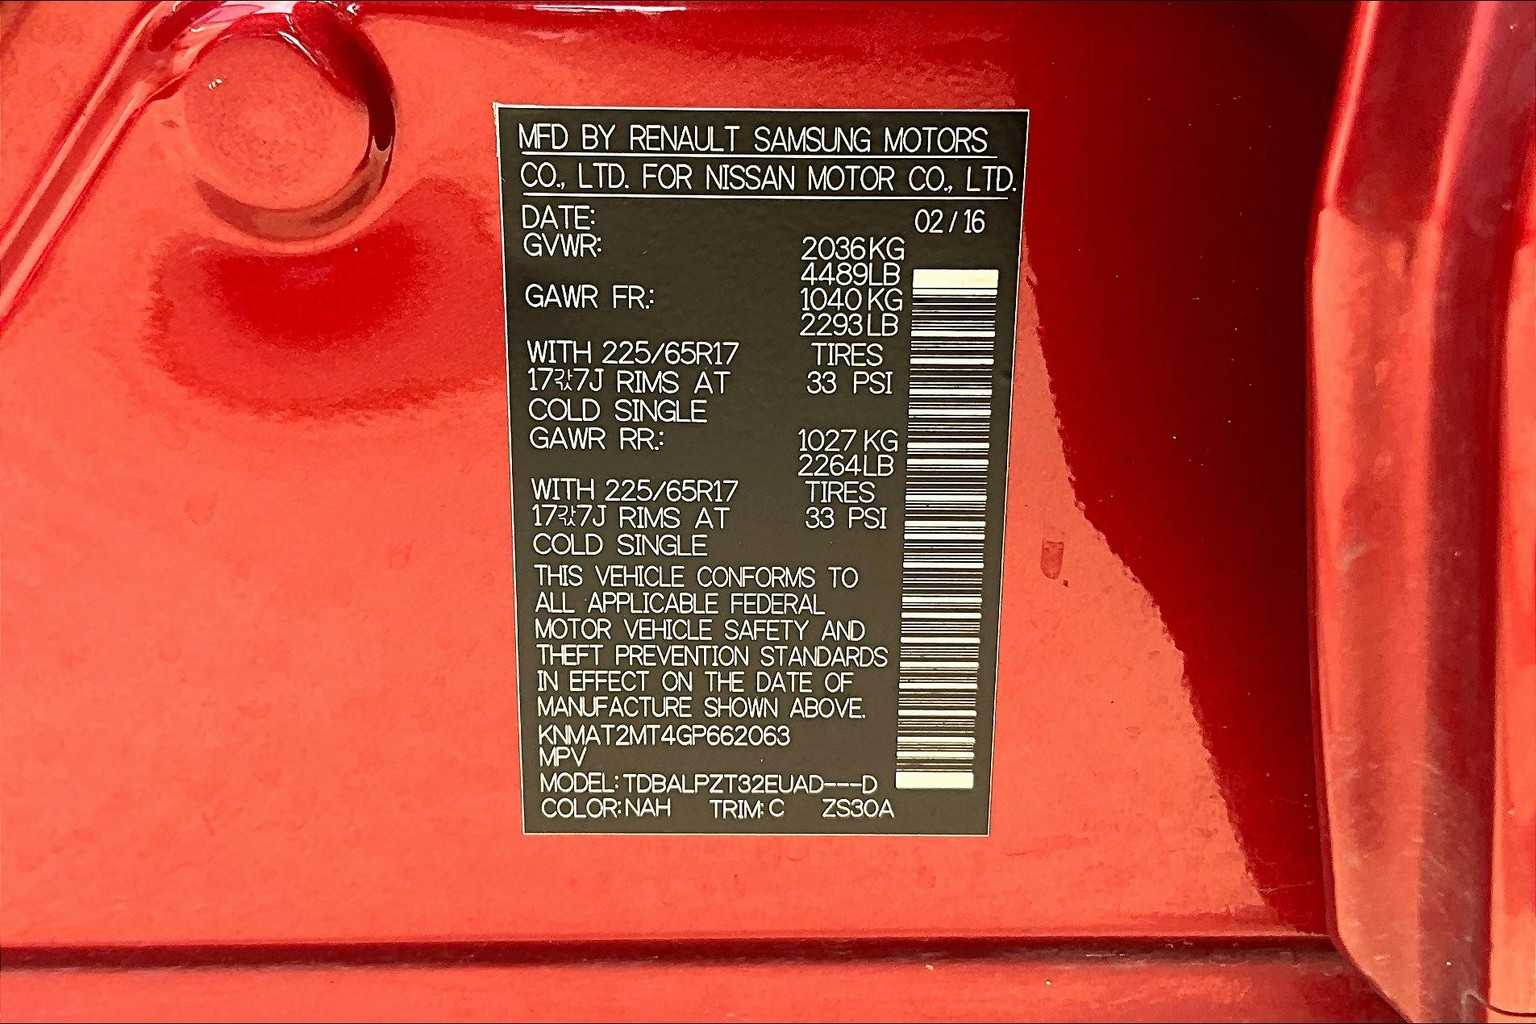 MFD BY RENAULT SAMSUNG MOTORS
CO., LTD. FOR NISSAN MOTOR CO., LTD.
DATE: 02/16
GVWR: 2036KG
4489LB
GAWR FR.: 1040KG
2293LB
WITH 225/65R17 TIRES
17캆7J RIMS AT 33 PSI
COLD SINGLE
GAWR RR.: 1027KG
2264LB
WITH 225/65R17 TIRES
17캆7J RIMS AT 33 PSI
COLD SINGLE
THIS VEHICLE CONFORMS TO
ALL APPLICABLE FEDERAL
MOTOR VEHICLE SAFETY AND
THEFT PREVENTION STANDARDS
IN EFFECT ON THE DATE OF
MANUFACTURE SHOWN ABOVE.
KNMAT2MT4GP662063
MPV
MODEL: TDBALPZT32EUAD---D
COLOR: NAH TRIM: C ZS30A